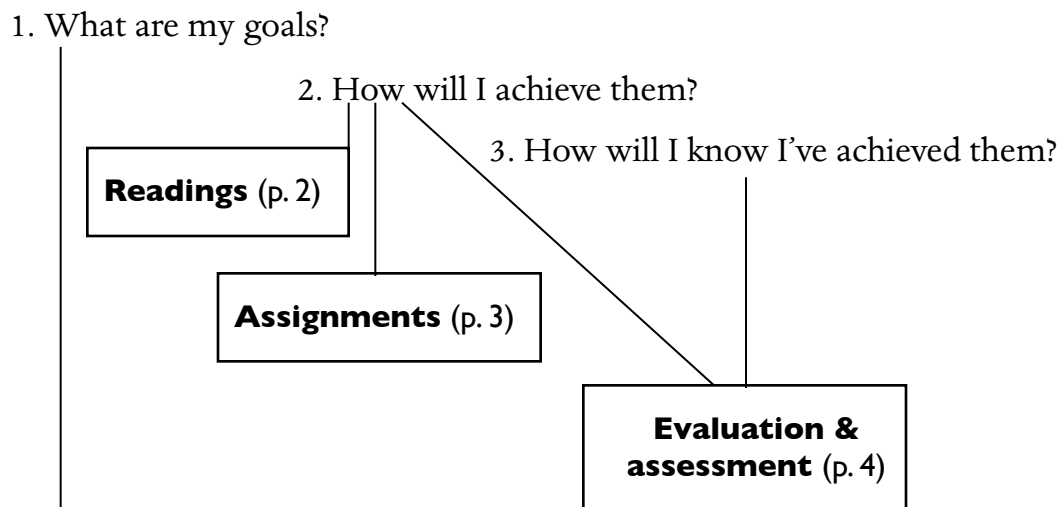 1. What are my goals?
2. How will I achieve them?
3. How will I know I’ve achieved them?
Readings (p. 2)
Assignments (p. 3)
Evaluation &
assessment (p. 4)